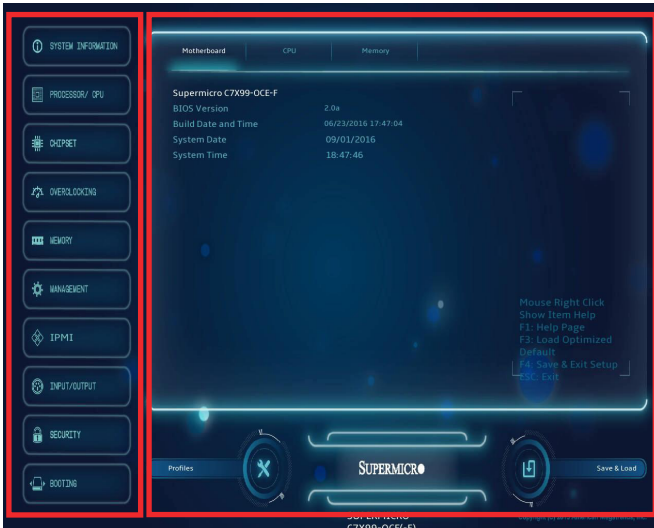 SYSTEM INFORMATION
PROCESSOR/ CPU
CHIPSET
OVERCLOCKING
MEMORY
MANAGEMENT
IPMI
INPUT/OUTPUT
SECURITY
BOOTING
Motherboard CPU Memory
Supermicro C7X99-OCE-F
BIOS Version 2.0a
Build Date and Time 06/23/2016 17:47:04
System Date 09/01/2016
System Time 18:47:46
Mouse Right Click
Show Item Help
F1: Help Page
F3: Load Optimized
Default
F4: Save & Exit Setup
ESC: Exit
Profiles
SUPERMICRO
Save & Load
SUPERMICRO
C7X99-OCE(-F)